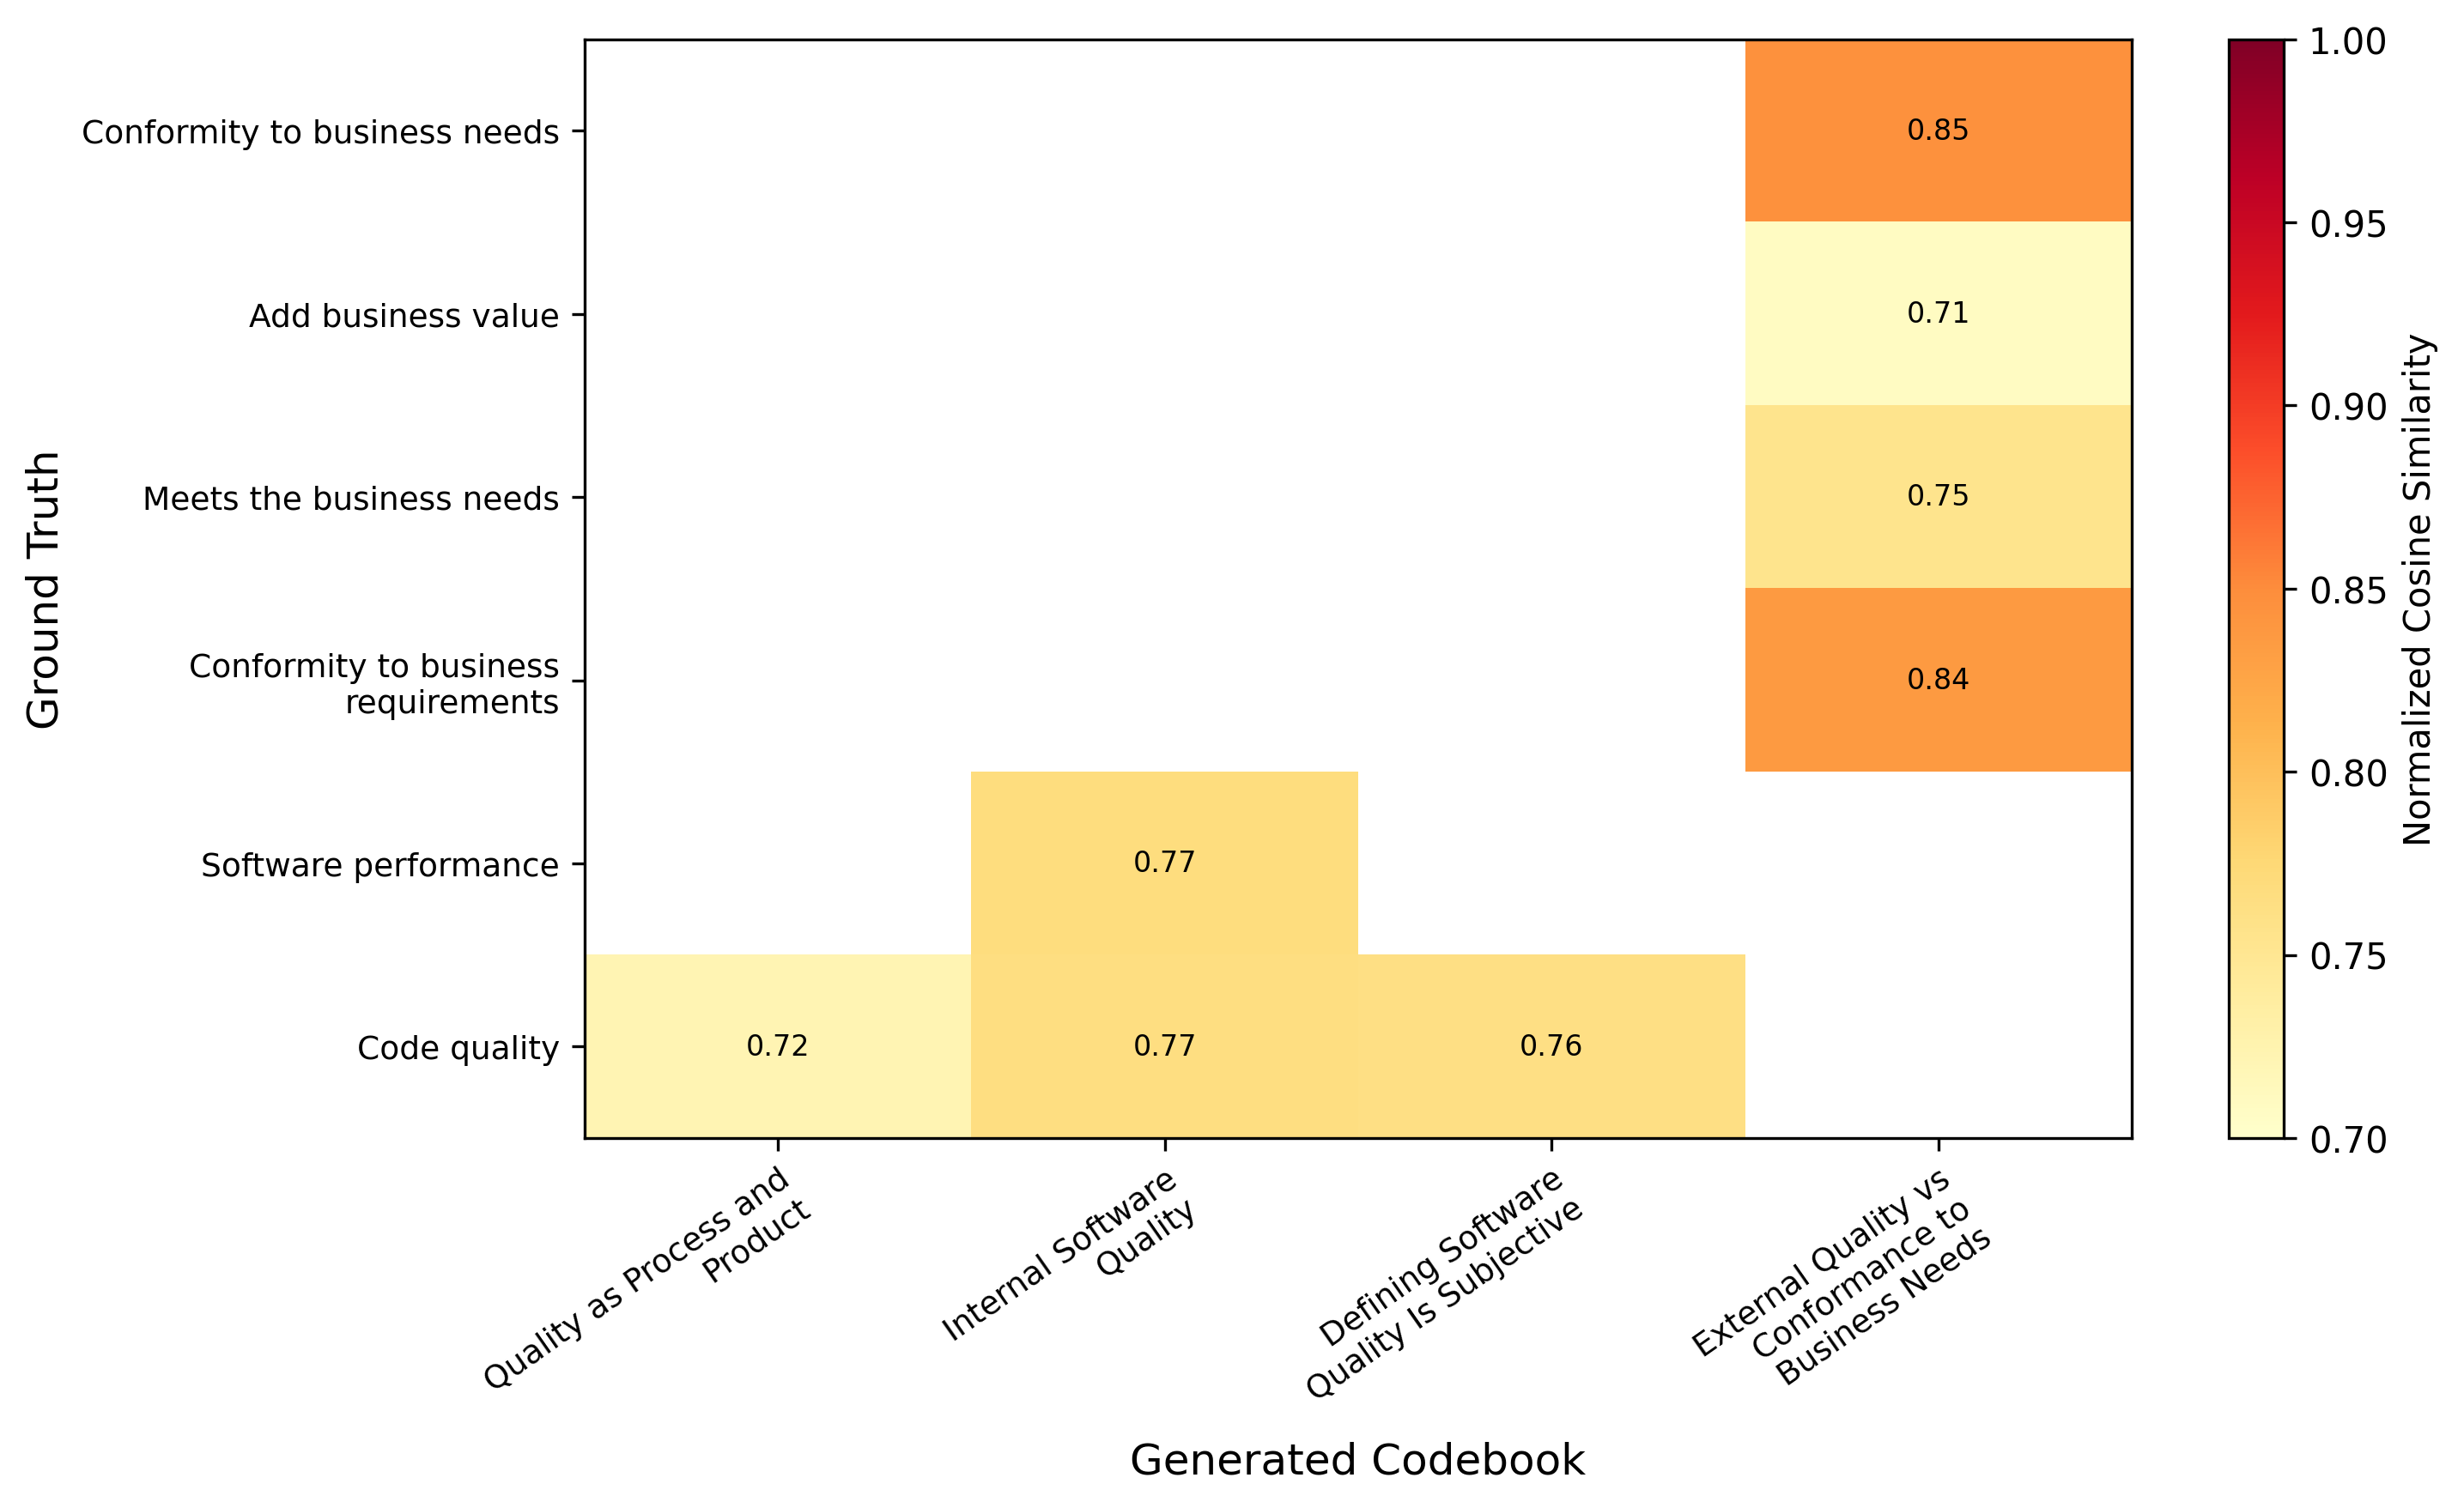 Ground Truth
Conformity to business needs
Add business value
Meets the business needs
Conformity to business
requirements
Software performance
Code quality
0.85
0.71
0.75
0.84
0.77
0.72
0.77
0.76
Quality as Process and
Product
Internal Software
Quality
Defining Software
Quality Is Subjective
External Quality vs
Conformance to
Business Needs
Generated Codebook
1.00
0.95
0.90
0.85
0.80
0.75
0.70
Normalized Cosine Similarity